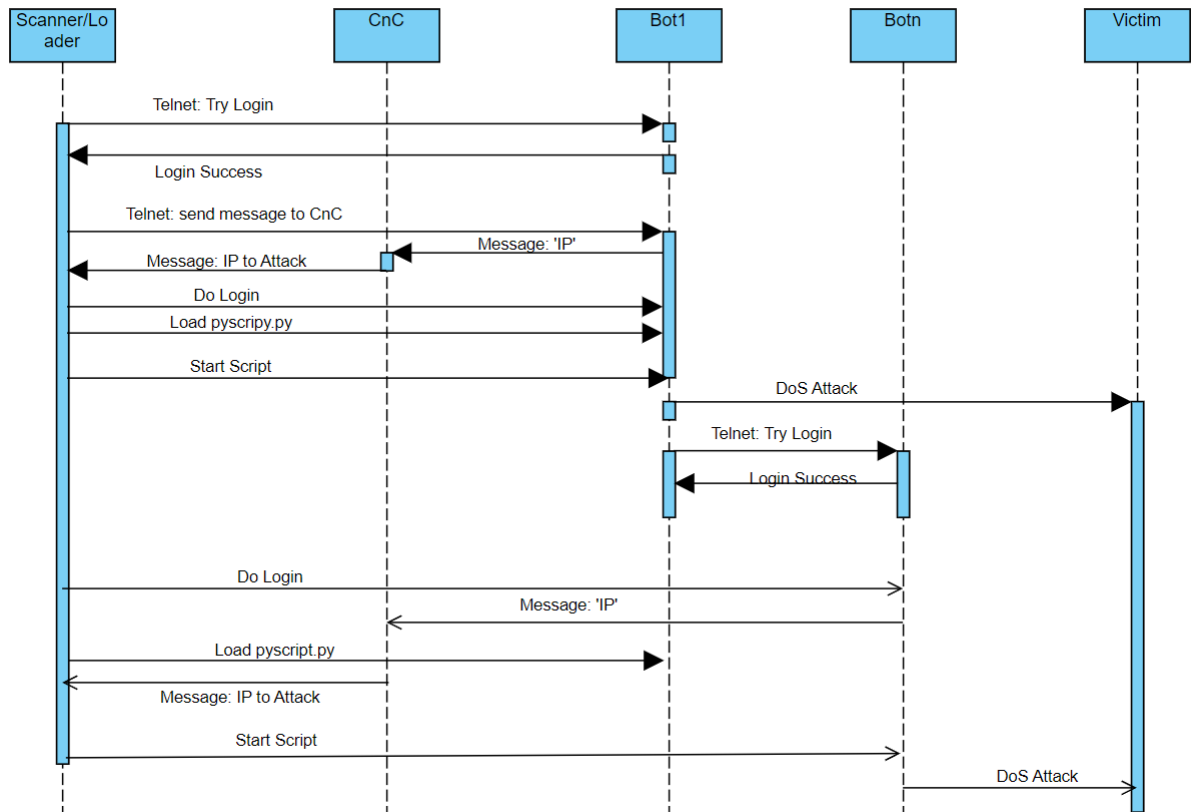 Scanner/Lo
ader
CnC
Bot1
Botn
Victim
Telnet: Try Login
Login Success
Telnet: send message to CnC
Message: 'IP'
Message: IP to Attack
Do Login
Load pyscripy.py
Start Script
DoS Attack
Telnet: Try Login
Login Success
Do Login
Message: 'IP'
Load pyscript.py
Message: IP to Attack
Start Script
DoS Attack